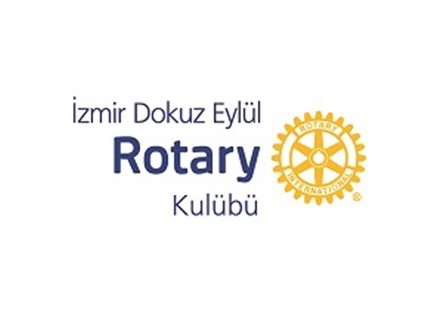 İzmir Dokuz Eylül
Rotary
Kulübü
ROTARY
INTERNATIONAL
®